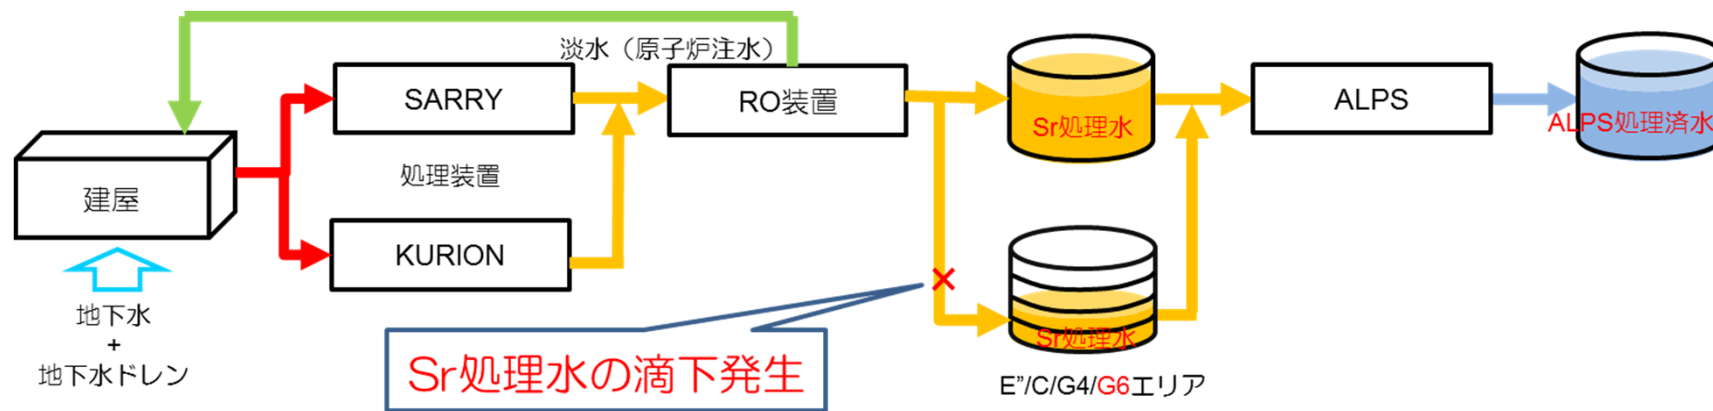 淡水（原子炉注水）
SARRY
RO装置
Sr処理水
ALPS
ALPS処理済水
建屋
処理装置
KURION
地下水
+
地下水ドレン
Sr処理水の滴下発生
Sr処理水
E”/C/G4/G6エリア